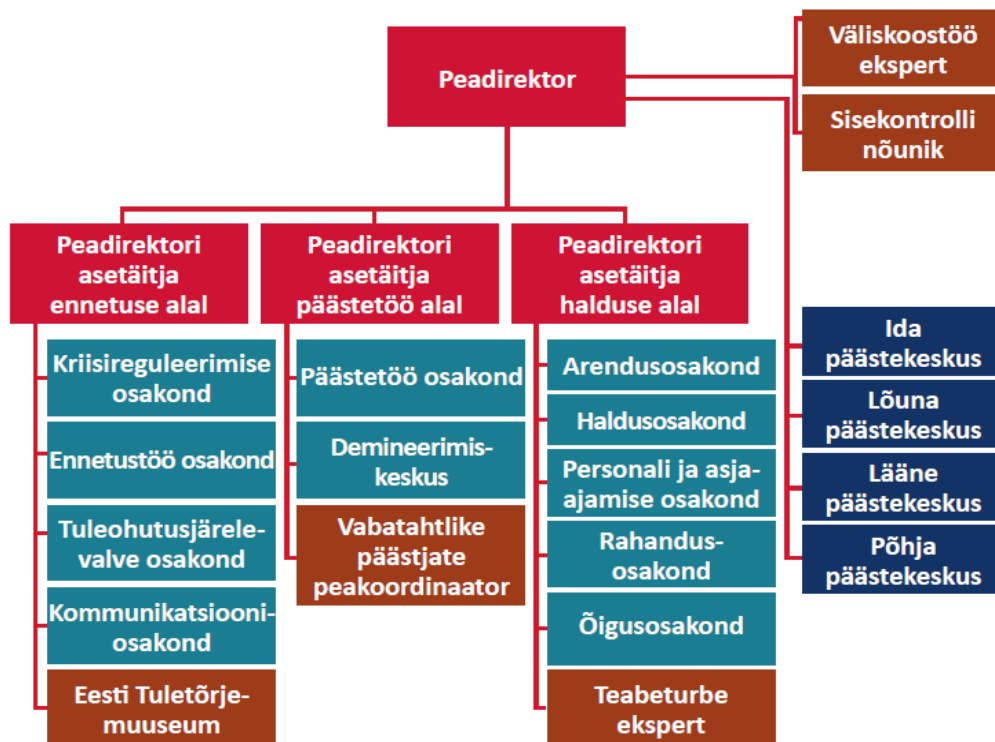 Peadirektor
Väliskoostöö
ekspert
Sisekontrolli
nõunik
Peadirektori
asetäitja
ennetuse alal
Kriisireguleerimise
osakond
Ennetustöö osakond
Tuleohutusjärele-
valve osakond
Kommunikatsiooni-
osakond
Eesti Tuletõrje-
muuseum
Peadirektori
asetäitja
päästetöö alal
Päästetöö osakond
Demineerimis-
keskus
Vabatahtlike
päästjate
peakoordinaator
Peadirektori
asetäitja
halduse alal
Arendusosakond
Haldusosakond
Personali ja asja-
ajamise osakond
Rahandus-
osakond
Õigusosakond
Teabeturbe
ekspert
Ida
päästekeskus
Lõuna
päästekeskus
Lääne
päästekeskus
Põhja
päästekeskus